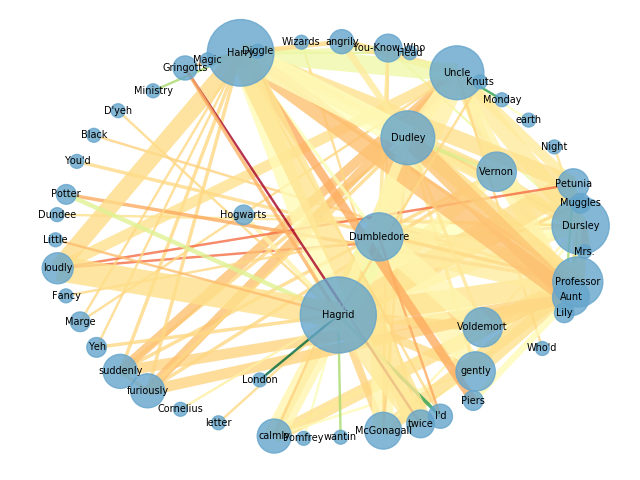 Wizards
angrily
You-Know-Who
Head
Harry
Diggle
Magic
Gringotts
Uncle
Knuts
Ministry
Monday
D'yeh
earth
Black
Dudley
Night
You'd
Vernon
Petunia
Potter
Muggles
Dundee
Hogwarts
Dursley
Little
Dumbledore
Mrs.
loudly
Professor
Fancy
Aunt
Lily
Hagrid
Marge
Voldemort
Yeh
Who'd
suddenly
gently
London
furiously
Piers
Cornelius
I'd
letter
twice
calmly
Pomfrey
wantin
McGonagall